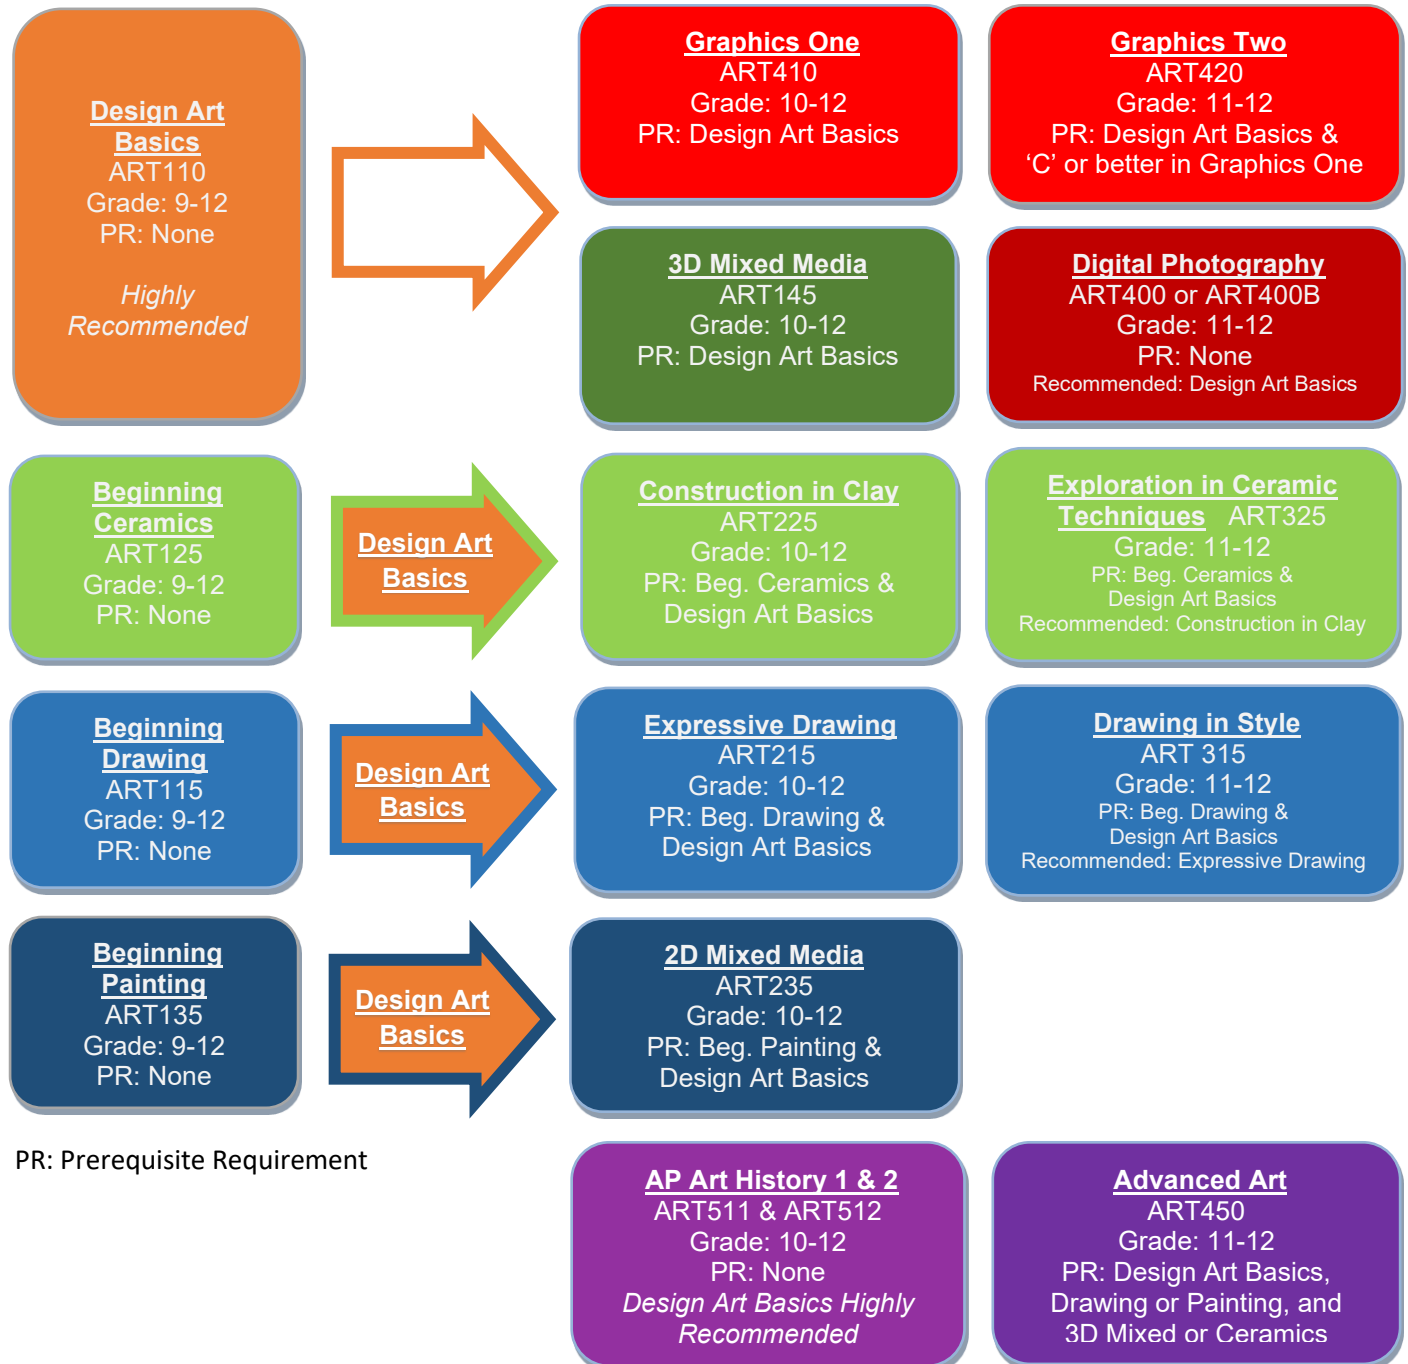 Design Art
Basics
ART110
Grade: 9-12
PR: None
Highly
Recommended
Graphics One
ART410
Grade: 10-12
PR: Design Art Basics
Graphics Two
ART420
Grade: 11-12
PR: Design Art Basics &
‘C’ or better in Graphics One
3D Mixed Media
ART145
Grade: 10-12
PR: Design Art Basics
Digital Photography
ART400 or ART400B
Grade: 11-12
PR: None
Recommended: Design Art Basics
Beginning
Ceramics
ART125
Grade: 9-12
PR: None
Design Art
Basics
Construction in Clay
ART225
Grade: 10-12
PR: Beg. Ceramics &
Design Art Basics
Exploration in Ceramic
Techniques ART325
Grade: 11-12
PR: Beg. Ceramics &
Design Art Basics
Recommended: Construction in Clay
Beginning
Drawing
ART115
Grade: 9-12
PR: None
Design Art
Basics
Expressive Drawing
ART215
Grade: 10-12
PR: Beg. Drawing &
Design Art Basics
Drawing in Style
ART 315
Grade: 11-12
PR: Beg. Drawing &
Design Art Basics
Recommended: Expressive Drawing
Beginning
Painting
ART135
Grade: 9-12
PR: None
Design Art
Basics
2D Mixed Media
ART235
Grade: 10-12
PR: Beg. Painting &
Design Art Basics
PR: Prerequisite Requirement
AP Art History 1 & 2
ART511 & ART512
Grade: 10-12
PR: None
Design Art Basics Highly
Recommended
Advanced Art
ART450
Grade: 11-12
PR: Design Art Basics,
Drawing or Painting, and
3D Mixed or Ceramics